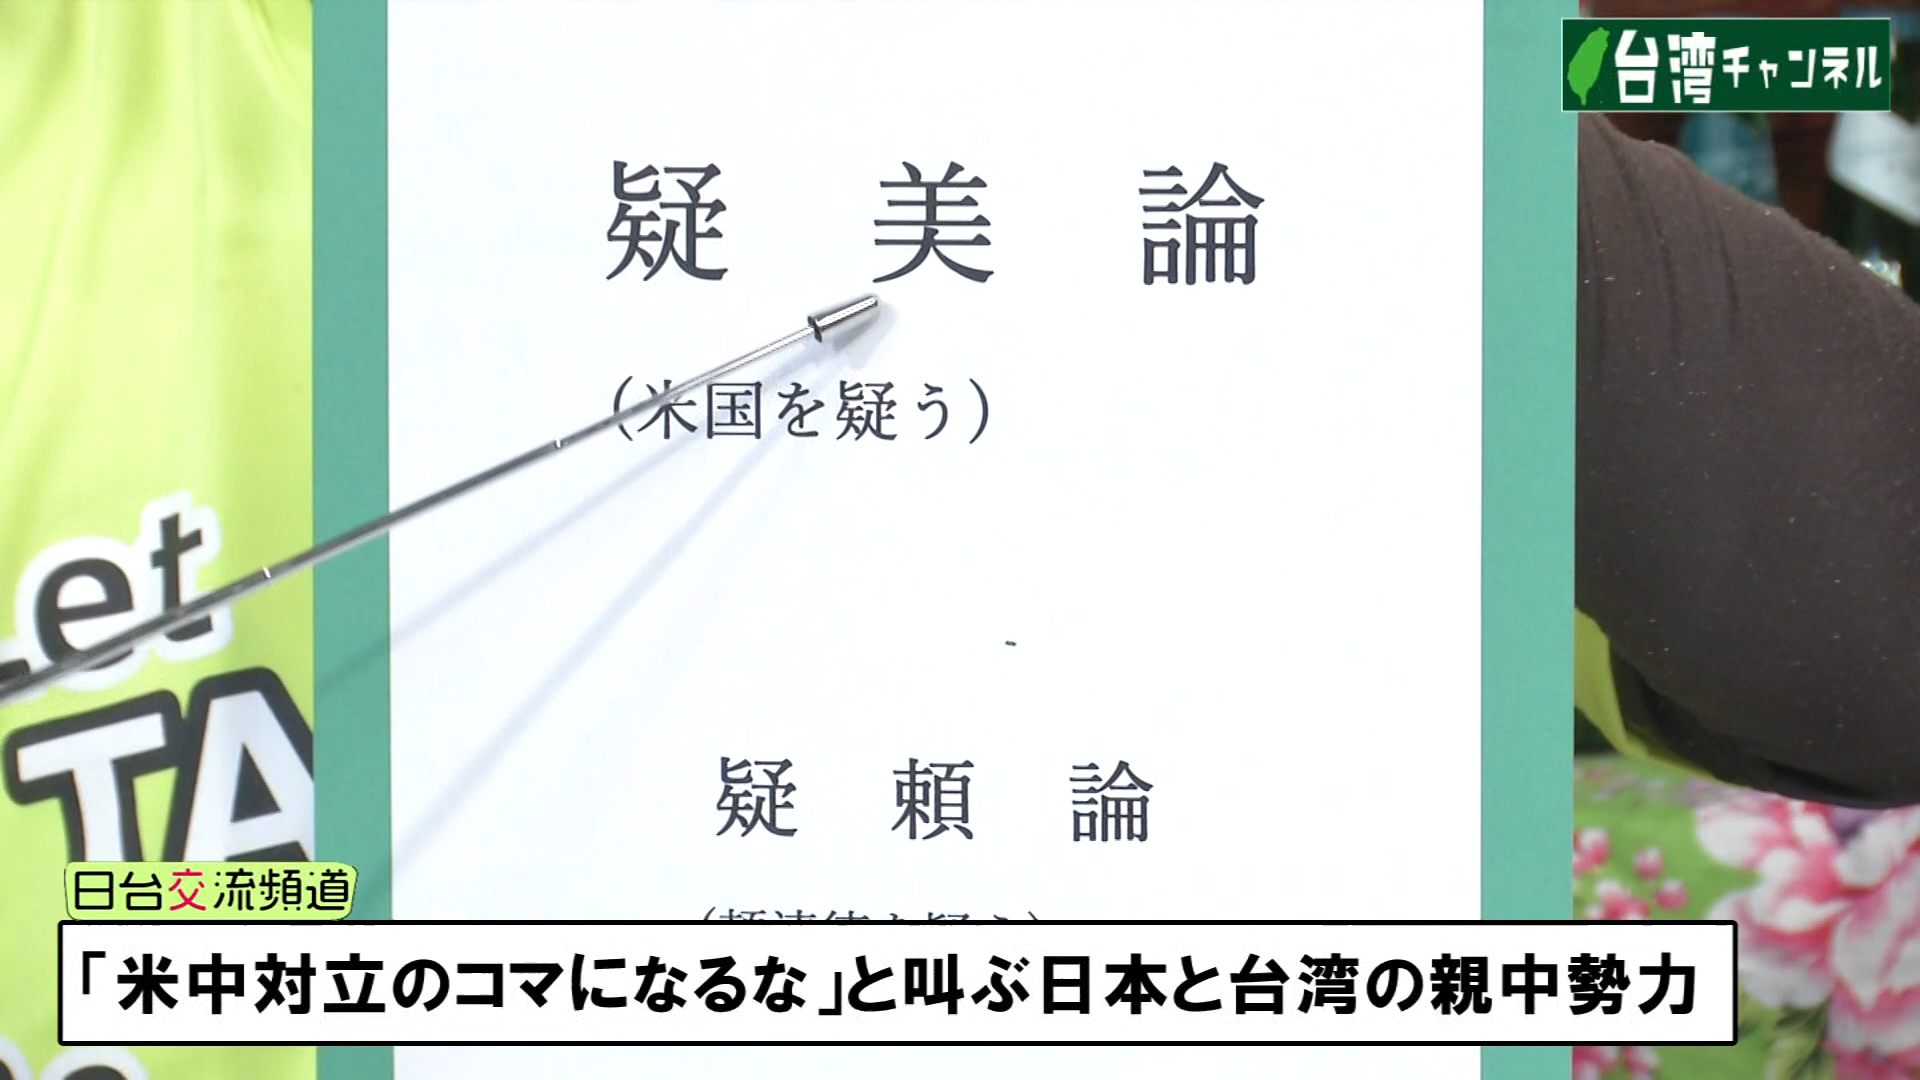 台湾チャンネル
疑美論
(米国を疑う)
et
TA
疑頼論
日台交流頻道
「米中対立のコマになるな」と叫ぶ日本と台湾の親中勢力